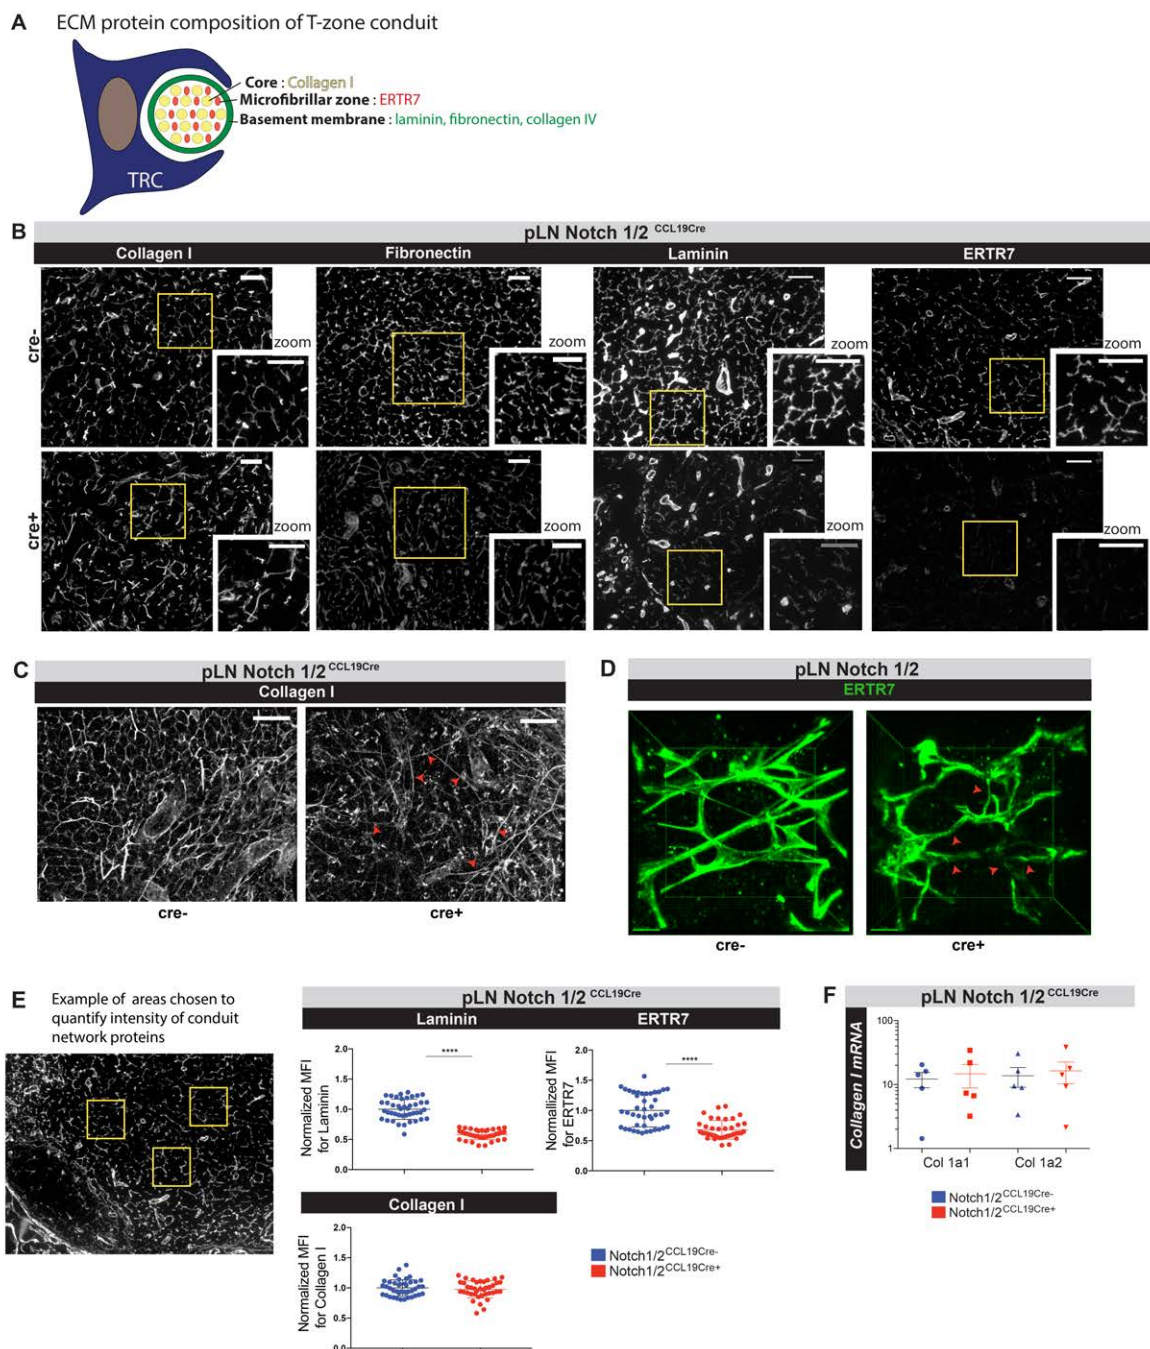 A ECM protein composition of T-zone conduit
Core : Collagen I
Microfibrillar zone : ERTR7
Basement membrane : laminin, fibronectin, collagen IV
TRC
B pLN Notch 1/2 CCL19Cre
Collagen I Fibronectin Laminin ERTR7
cre-
zoom zoom zoom zoom
cre+
zoom zoom zoom zoom
C pLN Notch 1/2 CCL19Cre
Collagen I
cre- cre+
D pLN Notch 1/2
ERTR7
cre- cre+
E Example of areas chosen to
quantify intensity of conduit
network proteins
pLN Notch 1/2 CCL19Cre
Laminin ERTR7
Normalized MFI
for Laminin
2.0
1.5
1.0
0.5
0.0
****
Normallized MFI
for ERTR7
2.0
1.5
1.0
0.5
0.0
****
Collagen I
Normalized MFI
for Collagen I
2.0
1.5
1.0
0.5
0.0
Notch1/2CCL19Cre-
Notch1/2CCL19Cre+
F pLN Notch 1/2 CCL19Cre
Collagen I mRNA
100
10
1
Col 1a1 Col 1a2
Notch1/2CCL19Cre-
Notch1/2CCL19Cre+